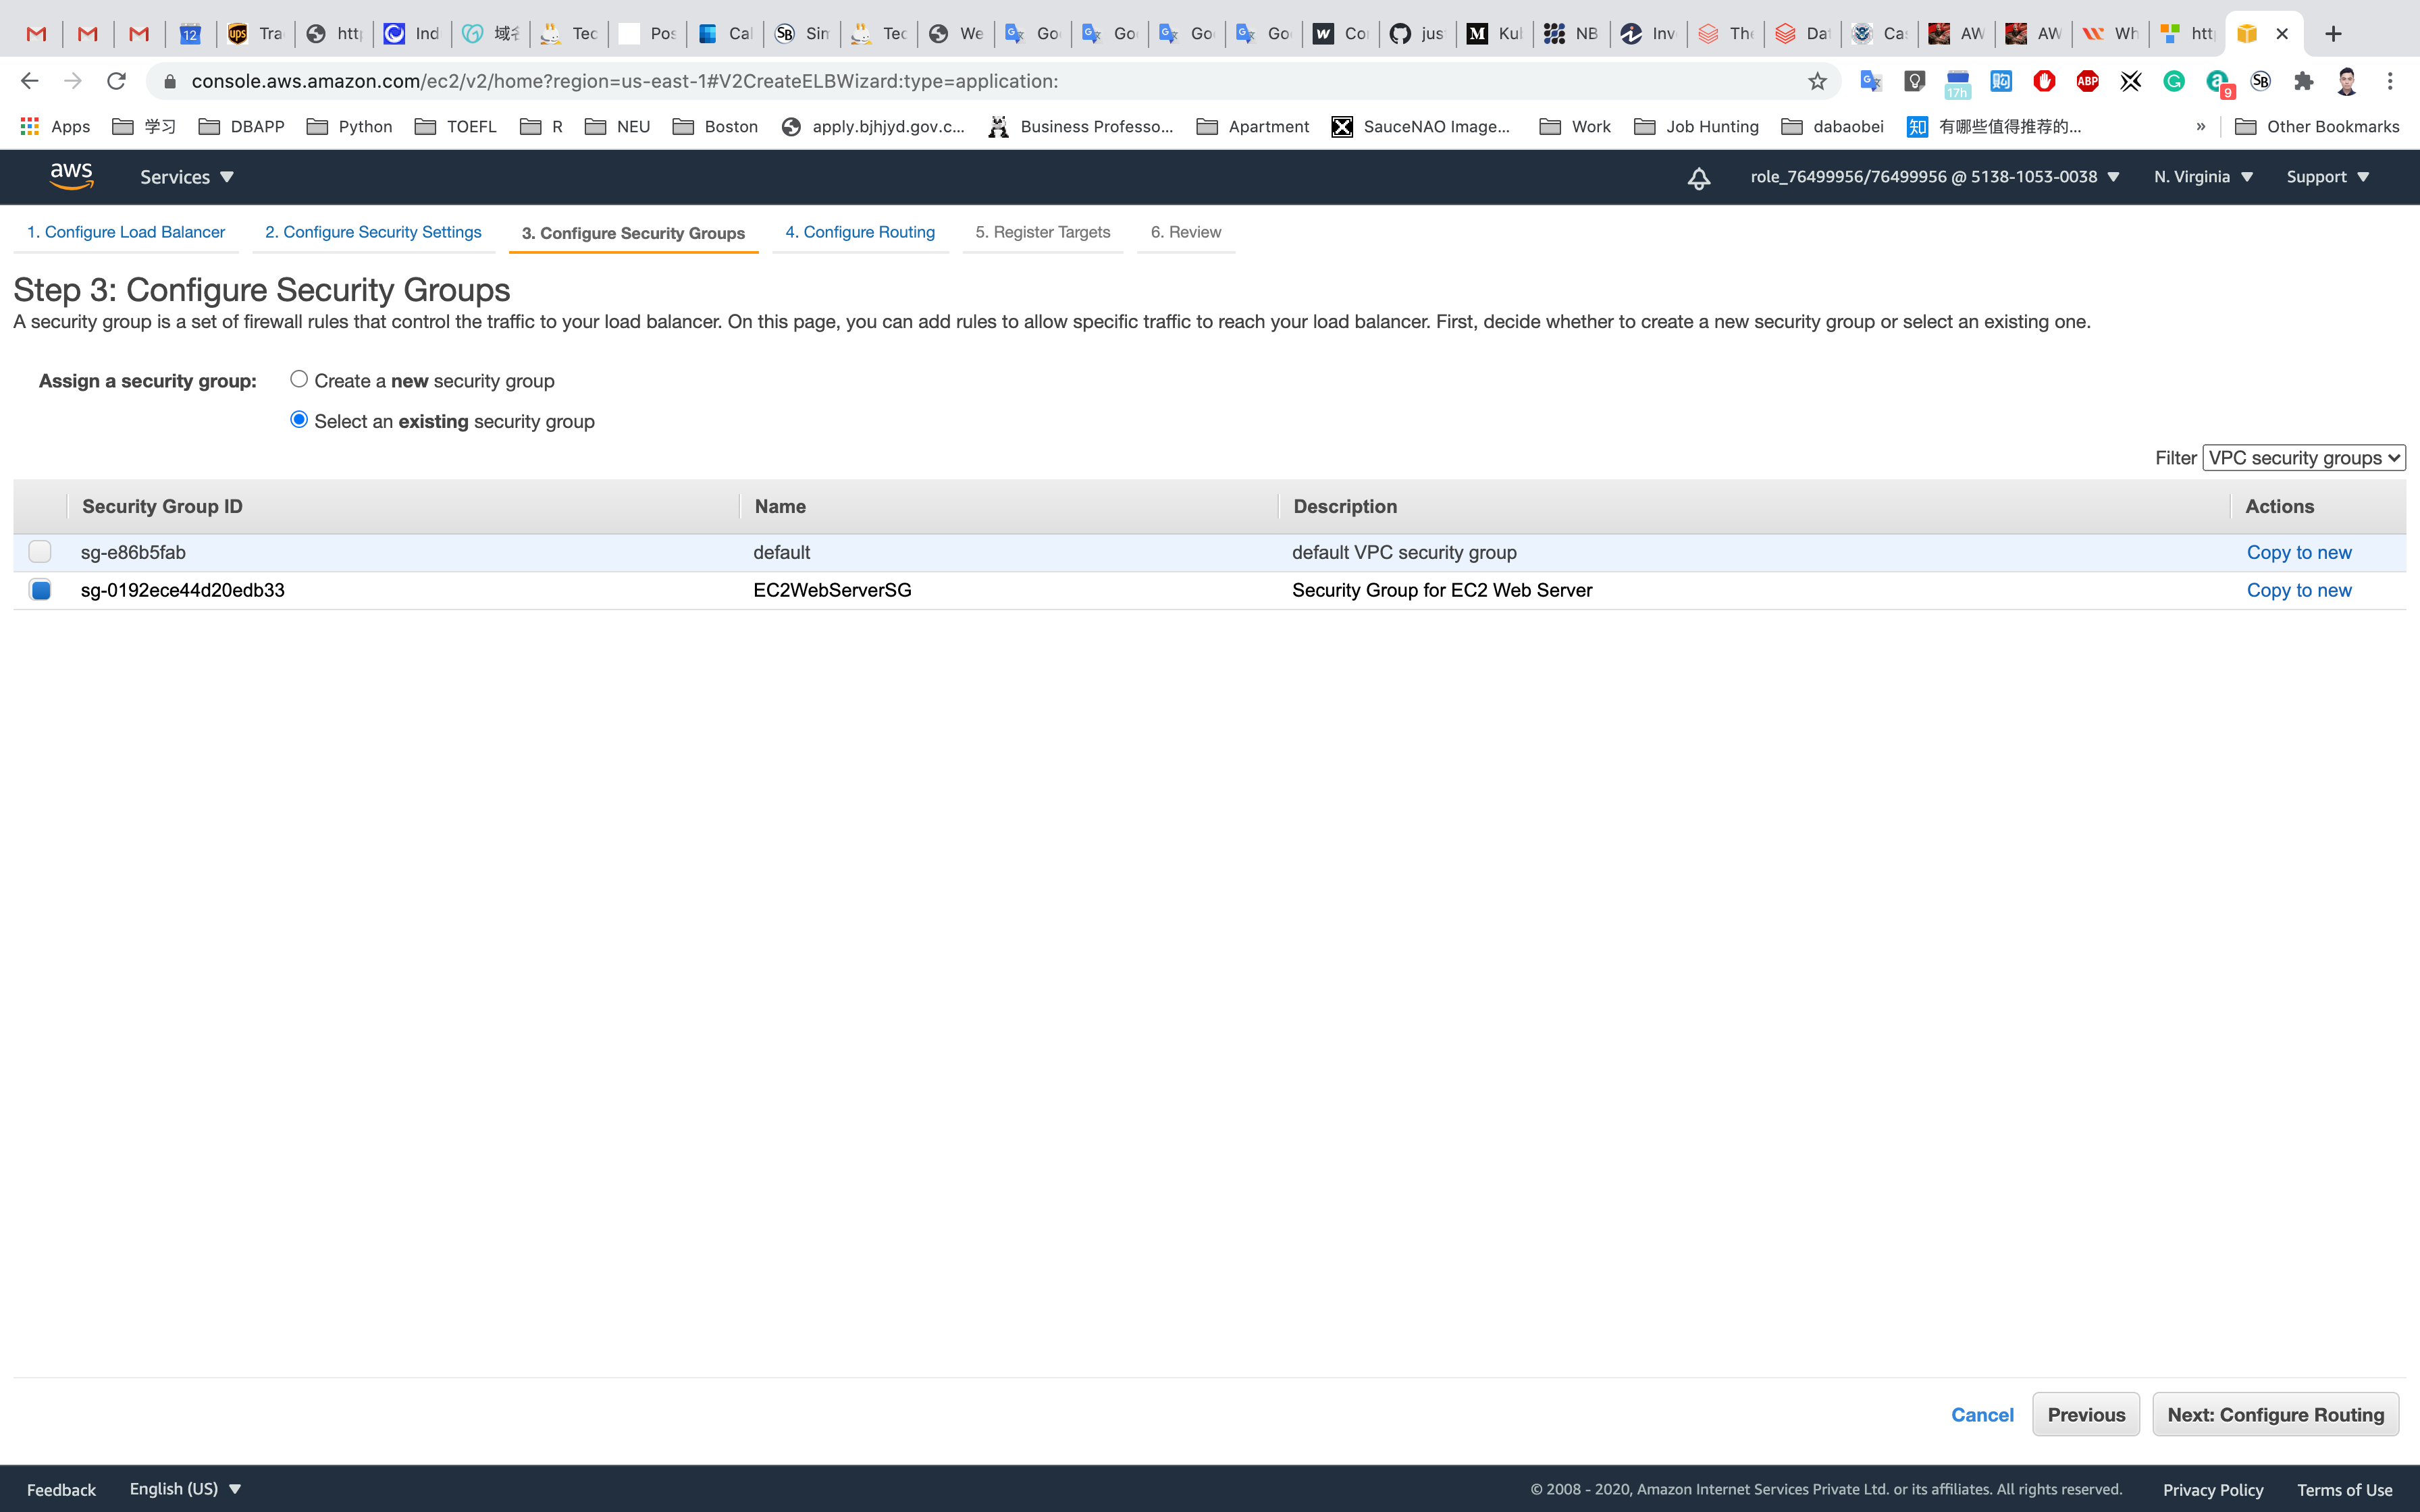 12 Tra htt Ind 域名 Tec Pos Cal Sim Tec We Go Go Go Go Co jus Kul NB Inv The Dat Ca AW AW Wh htt
console.aws.amazon.com/ec2/v2/home?region=us-east-1#V2CreateELBWizard:type=application:
17h ABP 9 SB
Apps 学习 DBAPP Python TOEFL R NEU Boston apply.bjhjyd.gov.c... Business Professo... Apartment SauceNAO Image... Work Job Hunting dabaobei 知 有哪些值得推荐的... » Other Bookmarks
aws Services role_76499956/76499956 @ 5138-1053-0038 N. Virginia Support
1. Configure Load Balancer 2. Configure Security Settings 3. Configure Security Groups 4. Configure Routing 5. Register Targets 6. Review
Step 3: Configure Security Groups
A security group is a set of firewall rules that control the traffic to your load balancer. On this page, you can add rules to allow specific traffic to reach your load balancer. First, decide whether to create a new security group or select an existing one.
Assign a security group: Create a new security group
Select an existing security group
Filter VPC security groups
Security Group ID Name Description Actions
sg-e86b5fab default default VPC security group Copy to new
sg-0192ece44d20edb33 EC2WebServerSG Security Group for EC2 Web Server Copy to new
Cancel Previous Next: Configure Routing
Feedback English (US) © 2008 - 2020, Amazon Internet Services Private Ltd. or its affiliates. All rights reserved. Privacy Policy Terms of Use